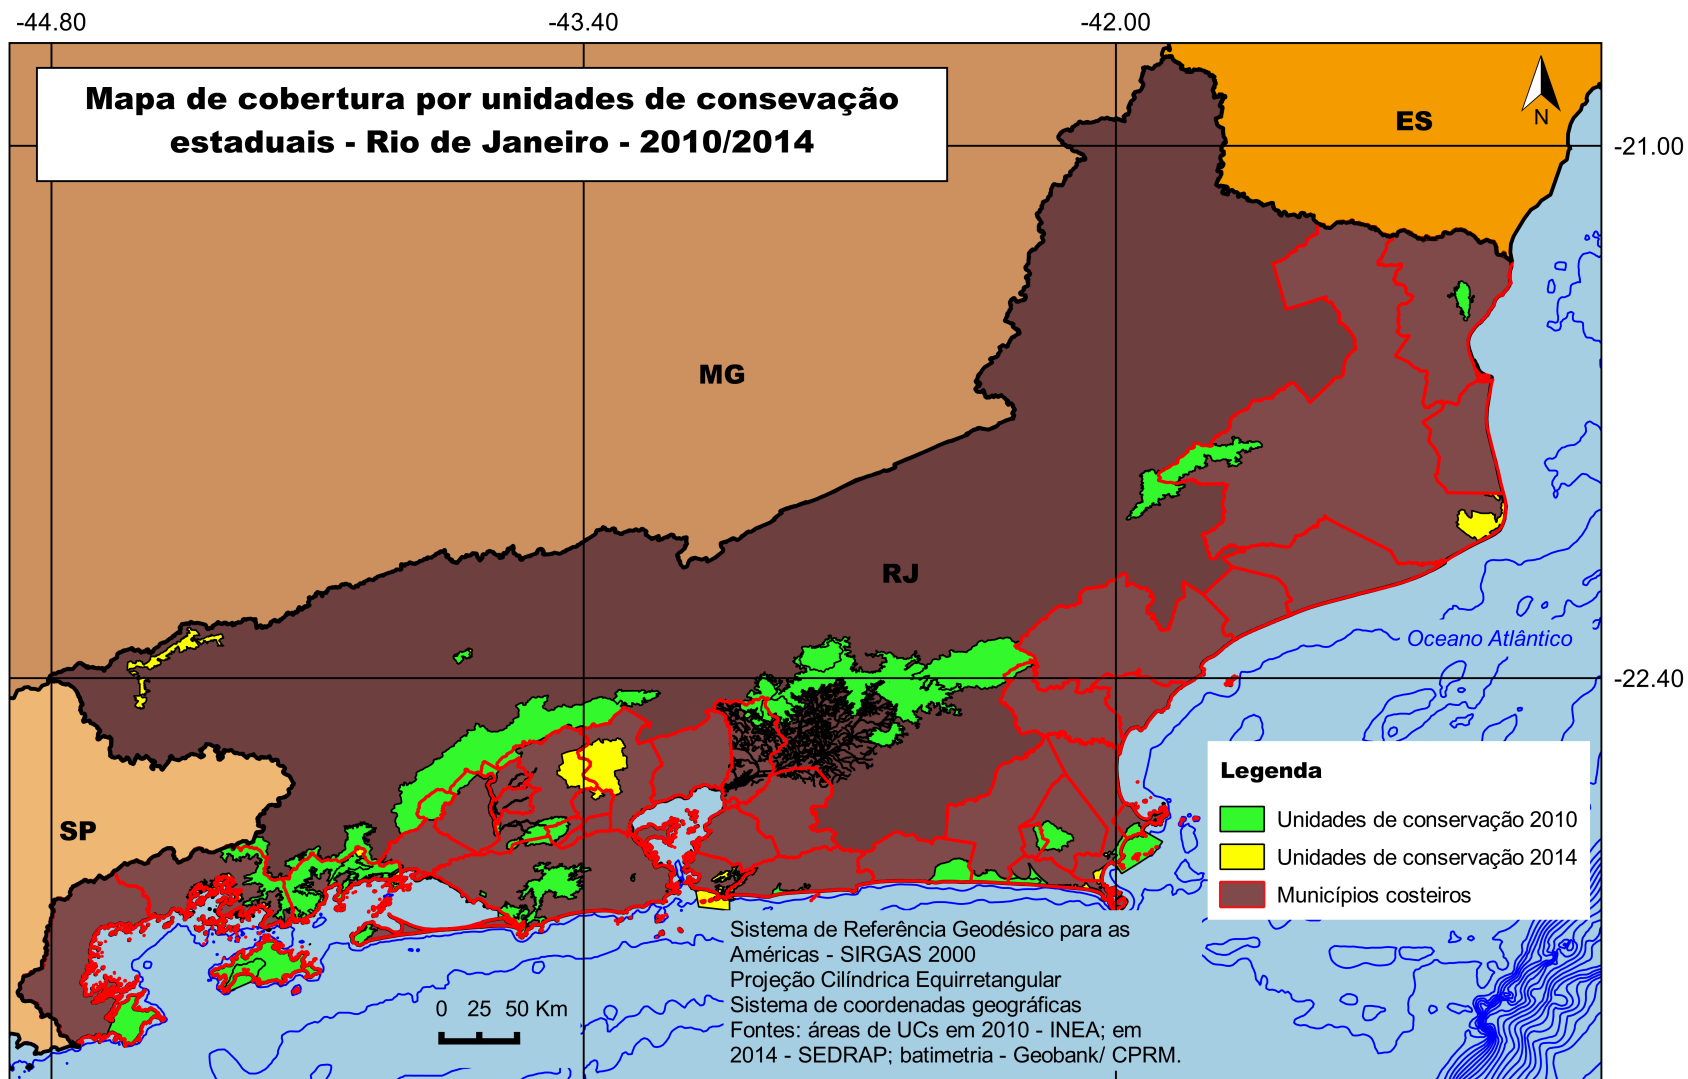 -44.80
-43.40
-42.00
Mapa de cobertura por unidades de consevação
estaduais - Rio de Janeiro - 2010/2014
ES
N
-21.00
MG
RJ
Oceano Atlântico
-22.40
SP
Legenda
Unidades de conservação 2010
Unidades de conservação 2014
Municípios costeiros
Sistema de Referência Geodésico para as
Américas - SIRGAS 2000
Projeção Cilíndrica Equirretangular
Sistema de coordenadas geográficas
Fontes: áreas de UCs em 2010 - INEA; em
2014 - SEDRAP; batimetria - Geobank/ CPRM.
0 25 50 Km